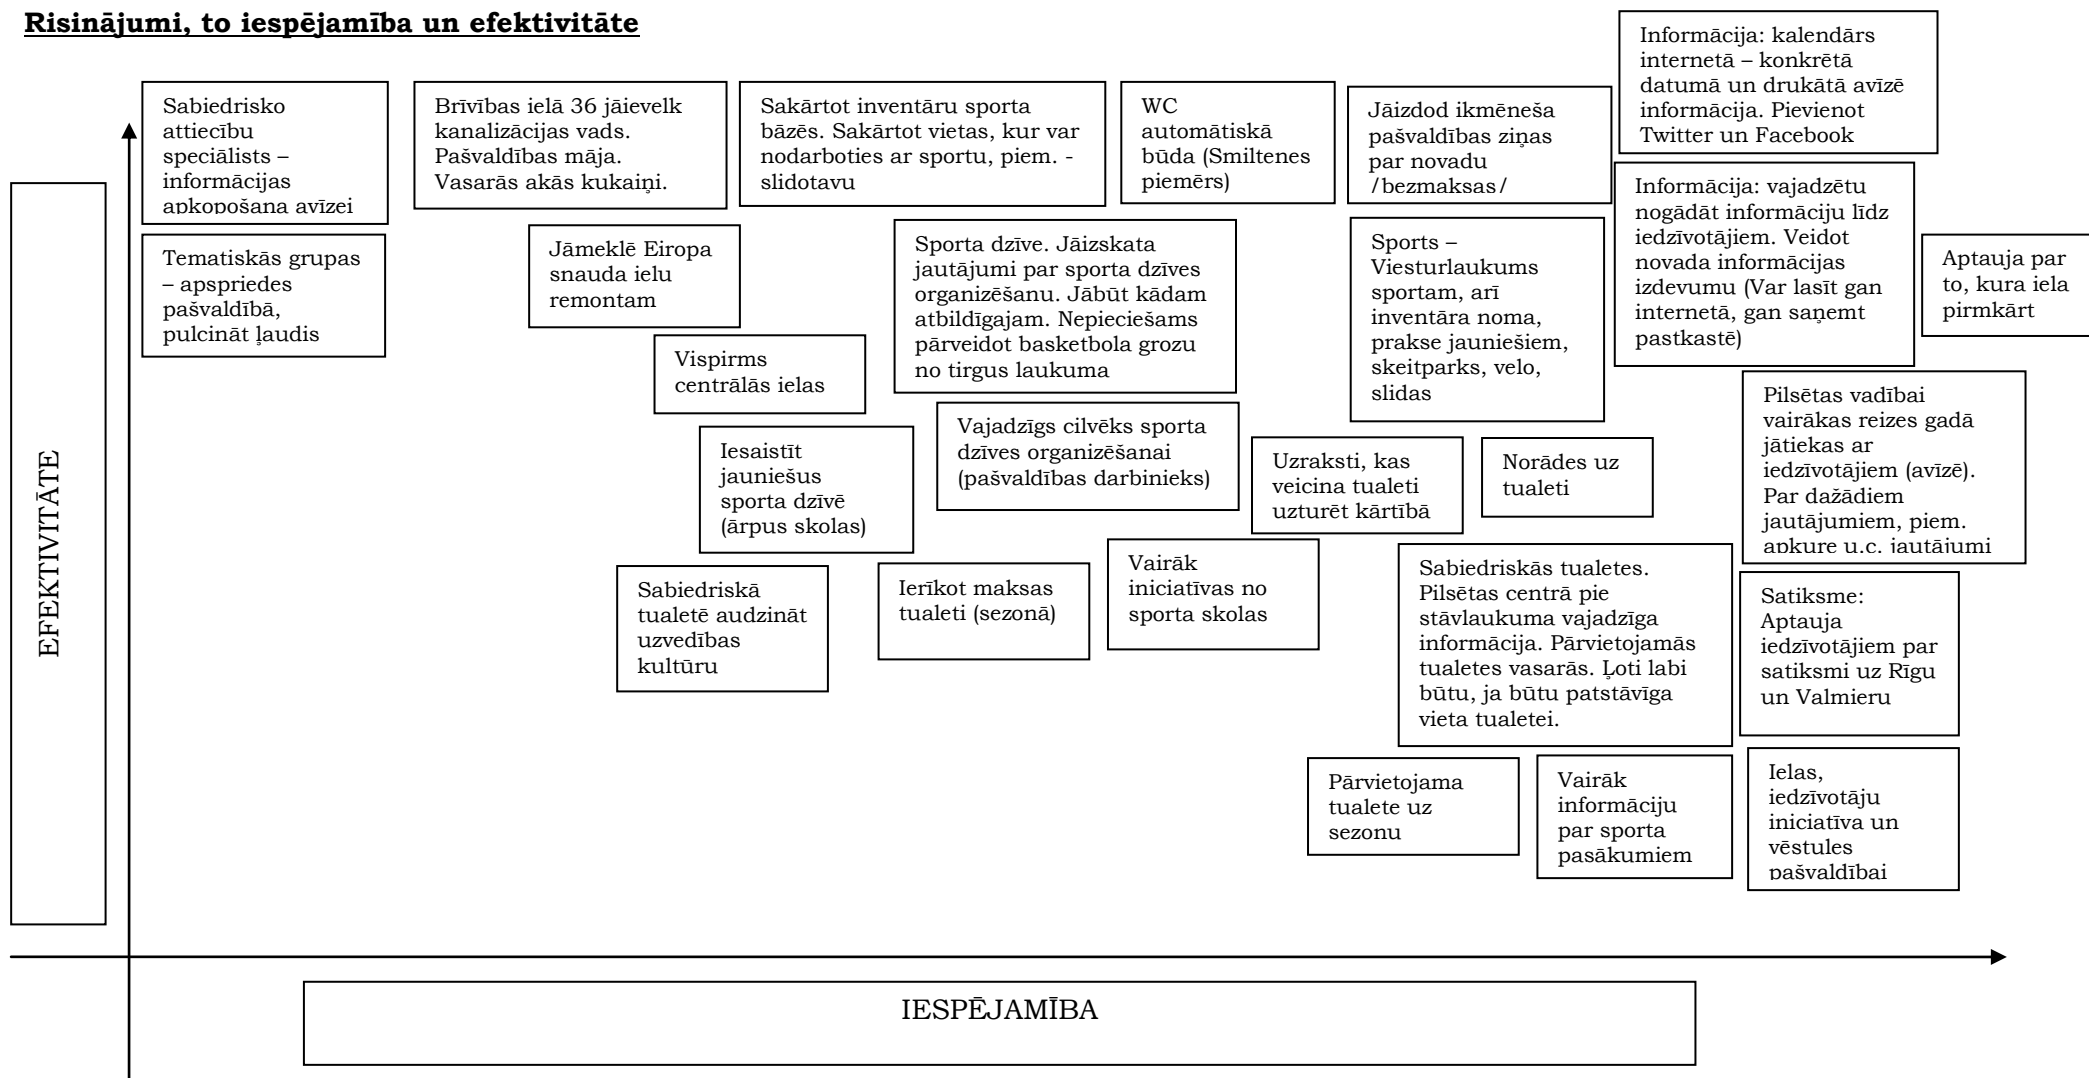 Risinājumi, to iespējamība un efektivitāte
Informācija: kalendārs
internetā – konkrētā
datumā un drukātā avīzē
informācija. Pievienot
Twitter un Facebook
Sabiedrisko
attiecību
speciālists –
informācijas
apkopošana avīzei
Brīvības ielā 36 jāievelk
kanalizācijas vads.
Pašvaldības māja.
Vasarās akās kukaiņi.
Sakārtot inventāru sporta
bāzēs. Sakārtot vietas, kur var
nodarboties ar sportu, piem. -
slidotavu
WC
automātiskā
būda (Smiltenes
piemērs)
Jāizdod ikmēneša
pašvaldības ziņas
par novadu
/bezmaksas/
Informācija: vajadzētu
nogādāt informāciju līdz
iedzīvotājiem. Veidot
novada informācijas
izdevumu (Var lasīt gan
internetā, gan saņemt
pastkastē)
Tematiskās grupas
– apspriedes
pašvaldībā,
pulcināt ļaudis
Jāmeklē Eiropa
snauda ielu
remontam
Sporta dzīve. Jāizskata
jautājumi par sporta dzīves
organizēšanu. Jābūt kādam
atbildīgajam. Nepieciešams
pārveidot basketbola grozu
no tirgus laukuma
Sports –
Viesturlaukums
sportam, arī
inventāra noma,
prakse jauniešiem,
skeitparks, velo,
slidas
Aptauja par
to, kura iela
pirmkārt
Vispirms
centrālās ielas
Pilsētas vadībai
vairākas reizes gadā
jātiekas ar
iedzīvotājiem (avīzē).
Par dažādiem
jautājumiem, piem.
apkure u.c. jautājumi
Iesaistīt
jauniešus
sporta dzīvē
(ārpus skolas)
Vajadzīgs cilvēks sporta
dzīves organizēšanai
(pašvaldības darbinieks)
Uzraksti, kas
veicina tualeti
uzturēt kārtībā
Norādes uz
tualeti
EFEKTIVITĀTE
Sabiedriskā
tualetē audzināt
uzvedības
kultūru
Ierīkot maksas
tualeti (sezonā)
Vairāk
iniciatīvas no
sporta skolas
Sabiedriskās tualetes.
Pilsētas centrā pie
stāvlaukuma vajadzīga
informācija. Pārvietojamās
tualetes vasarās. Ļoti labi
būtu, ja būtu patstāvīga
vieta tualetei.
Satiksme:
Aptauja
iedzīvotājiem par
satiksmi uz Rīgu
un Valmieru
Pārvietojama
tualete uz
sezonu
Vairāk
informāciju
par sporta
pasākumiem
Ielas,
iedzīvotāju
iniciatīva un
vēstules
pašvaldībai
IESPĒJAMĪBA